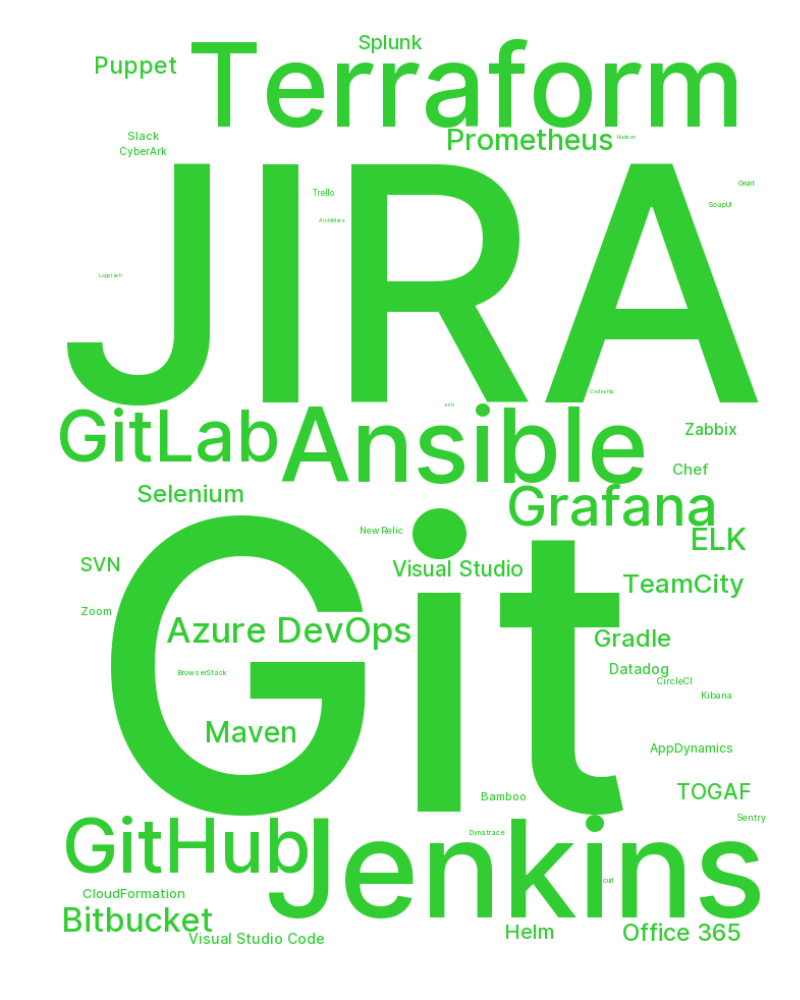 Splunk
Puppet
Terraform
Prometheus
Hudson
Slack
CyberArk
JIRA
Trello
Grunt
SoapUI
ArchiMate
Logstash
Codeship
GitLab
Ansible
Zabbix
Chef
Selenium
Grafana
ELK
Git
New Relic
SVN
Visual Studio
TeamCity
Zoom
Azure DevOps
Gradle
Datadog
BrowserStack
CircleCI
Kibana
Maven
AppDynamics
TOGAF
Bamboo
Sentry
GitHub
Jenkins
Dynatrace
curl
CloudFormation
Bitbucket
Visual Studio Code
Helm
Office 365